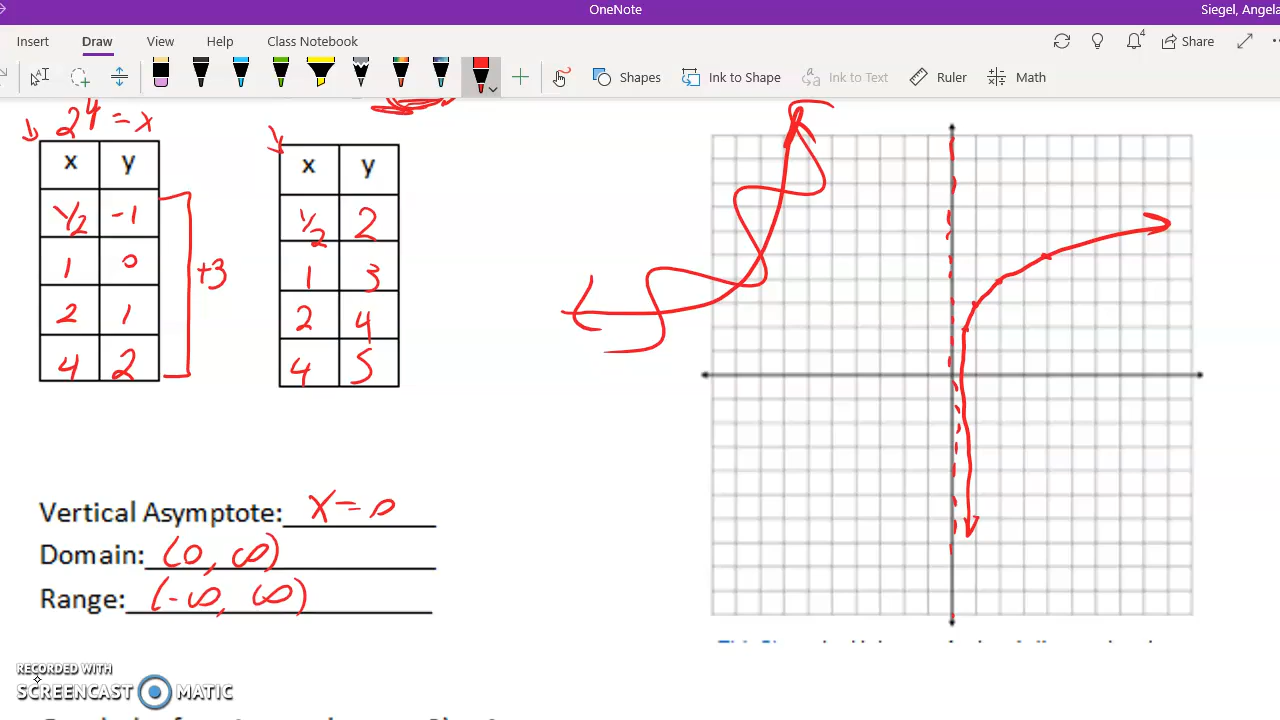 OneNote
Siegel, Angela
Insert Draw View Help Class Notebook
4 Share
Shapes Ink to Shape Ink to Text Ruler Math
2^y = x
x y
1/2 -1
1 0
2 1
4 2
+3
x y
1/2 2
1 3
2 4
4 5
Vertical Asymptote: x = 0
Domain: (0, ∞)
Range: (-∞, ∞)
RECORDED WITH
SCREENCAST MATIC